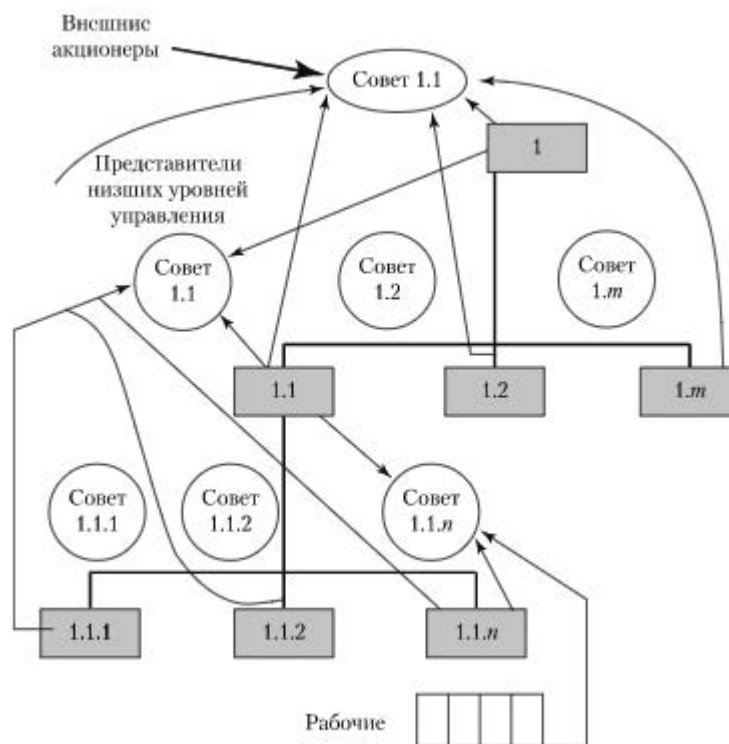 Внешние
акционеры
Совет 1.1
1
Представители
низших уровней
управления
Совет
1.1
Совет
1.2
Совет
1.m
1.1
1.2
1.m
Совет
1.1.1
Совет
1.1.2
Совет
1.1.n
1.1.1
1.1.2
1.1.n
Рабочие